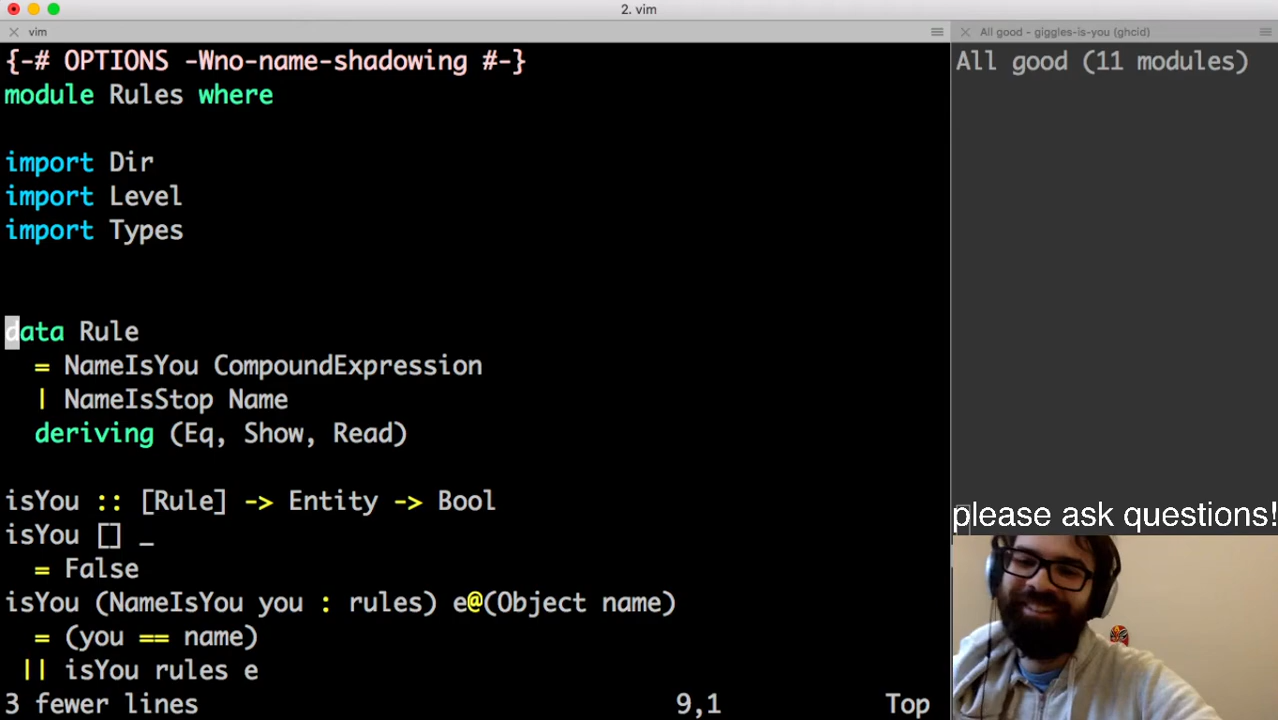 2. vim
vim
All good - giggles-is-you (ghcid)
{-# OPTIONS -Wno-name-shadowing #-}
module Rules where
import Dir
import Level
import Types
data Rule
= NameIsYou CompoundExpression
| NameIsStop Name
deriving (Eq, Show, Read)
isYou :: [Rule] -> Entity -> Bool
isYou [] _
= False
isYou (NameIsYou you : rules) e@(Object name)
= (you == name)
|| isYou rules e
3 fewer lines 9,1 Top
All good (11 modules)
please ask questions!